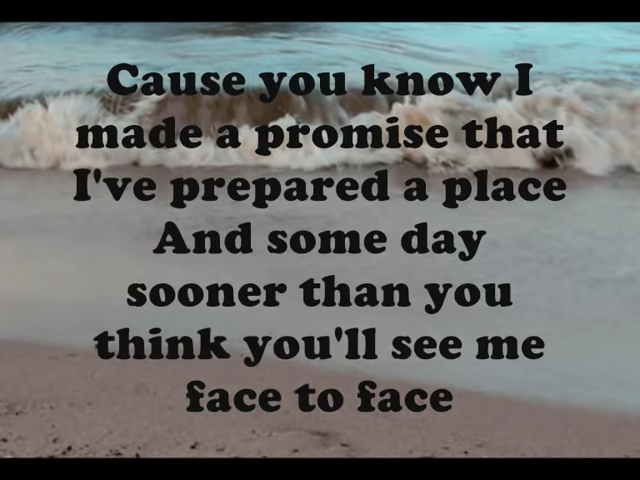 Cause you know I
made a promise that
I've prepared a place
And some day
sooner than you
think you'll see me
face to face